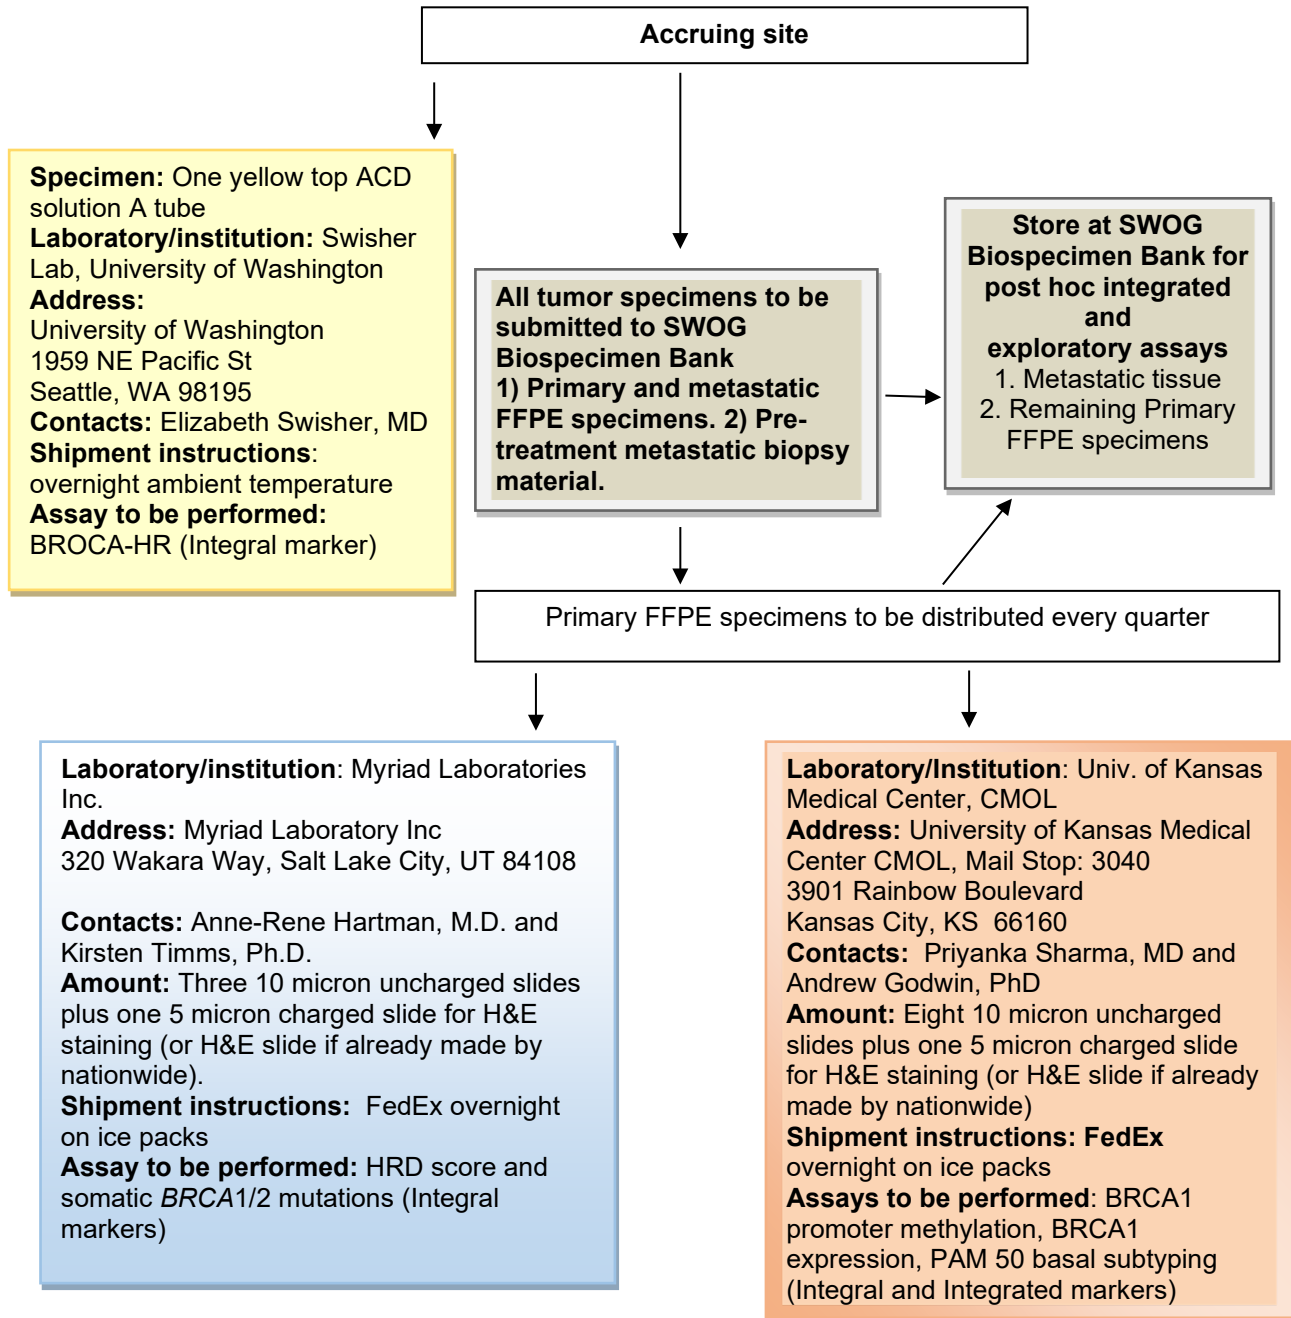 Accruing site
Specimen: One yellow top ACD
solution A tube
Laboratory/institution: Swisher
Lab, University of Washington
Address:
University of Washington
1959 NE Pacific St
Seattle, WA 98195
Contacts: Elizabeth Swisher, MD
Shipment instructions:
overnight ambient temperature
Assay to be performed:
BROCA-HR (Integral marker)
All tumor specimens to be
submitted to SWOG
Biospecimen Bank
1) Primary and metastatic
FFPE specimens. 2) Pre-
treatment metastatic biopsy
material.
Store at SWOG
Biospecimen Bank for
post hoc integrated
and
exploratory assays
1. Metastatic tissue
2. Remaining Primary
FFPE specimens
Primary FFPE specimens to be distributed every quarter
Laboratory/institution: Myriad Laboratories
Inc.
Address: Myriad Laboratory Inc
320 Wakara Way, Salt Lake City, UT 84108
Contacts: Anne-Rene Hartman, M.D. and
Kirsten Timms, Ph.D.
Amount: Three 10 micron uncharged slides
plus one 5 micron charged slide for H&E
staining (or H&E slide if already made by
nationwide).
Shipment instructions: FedEx overnight
on ice packs
Assay to be performed: HRD score and
somatic BRCA1/2 mutations (Integral
markers)
Laboratory/Institution: Univ. of Kansas
Medical Center, CMOL
Address: University of Kansas Medical
Center CMOL, Mail Stop: 3040
3901 Rainbow Boulevard
Kansas City, KS 66160
Contacts: Priyanka Sharma, MD and
Andrew Godwin, PhD
Amount: Eight 10 micron uncharged
slides plus one 5 micron charged slide
for H&E staining (or H&E slide if already
made by nationwide)
Shipment instructions: FedEx
overnight on ice packs
Assays to be performed: BRCA1
promoter methylation, BRCA1
expression, PAM 50 basal subtyping
(Integral and Integrated markers)